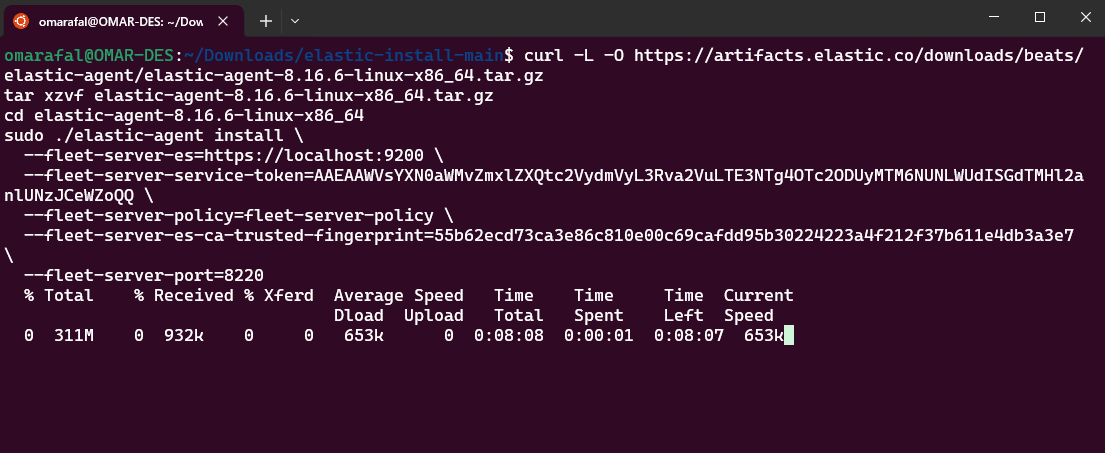 omarafal@OMAR-DES: ~/Dow
omarafal@OMAR-DES:~/Downloads/elastic-install-main$ curl -L -O https://artifacts.elastic.co/downloads/beats/
elastic-agent/elastic-agent-8.16.6-linux-x86_64.tar.gz
tar xzvf elastic-agent-8.16.6-linux-x86_64.tar.gz
cd elastic-agent-8.16.6-linux-x86_64
sudo ./elastic-agent install \
  --fleet-server-es=https://localhost:9200 \
  --fleet-server-service-token=AAEAAWVsYXN0aWMvZmxlZXQtc2VydmVyL3Rva2VuLTE3NTg4OTc2ODUyMTM6NUNLWUdISGdTMHl2a
nlUNzJCeWZoQQ \
  --fleet-server-policy=fleet-server-policy \
  --fleet-server-es-ca-trusted-fingerprint=55b62ecd73ca3e86c810e00c69cafdd95b30224223a4f212f37b611e4db3a3e7
\
  --fleet-server-port=8220
  % Total    % Received % Xferd  Average Speed   Time    Time     Time  Current
                                 Dload  Upload   Total   Spent    Left  Speed
  0  311M    0  932k    0     0   653k      0  0:08:08  0:00:01  0:08:07  653k